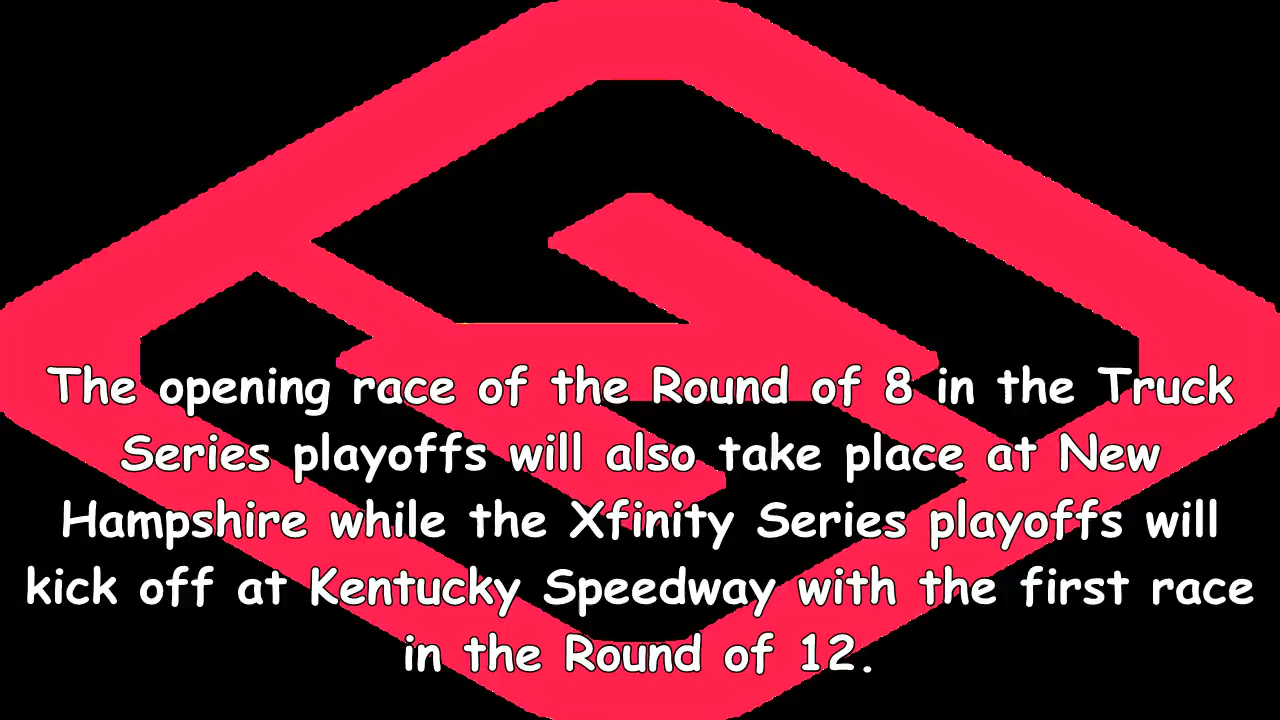 The opening race of the Round of 8 in the Truck
Series playoffs will also take place at New
Hampshire while the Xfinity Series playoffs will
kick off at Kentucky Speedway with the first race
in the Round of 12.